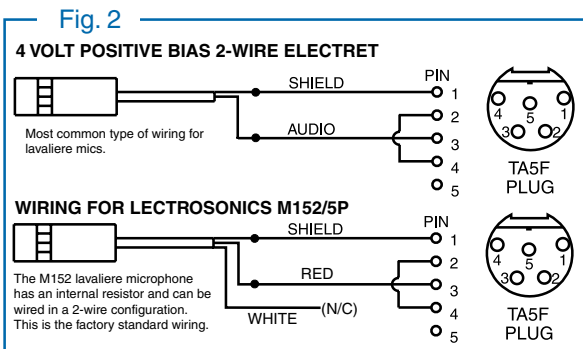 Fig. 2
4 VOLT POSITIVE BIAS 2-WIRE ELECTRET
PIN
SHIELD
1
2
AUDIO
3
4
5
Most common type of wiring for
lavaliere mics.
4 5 1
3 2
TA5F
PLUG
WIRING FOR LECTROSONICS M152/5P
PIN
SHIELD
1
2
RED
3
WHITE (N/C)
4
5
The M152 lavaliere microphone
has an internal resistor and can be
wired in a 2-wire configuration.
This is the factory standard wiring.
4 5 1
3 2
TA5F
PLUG